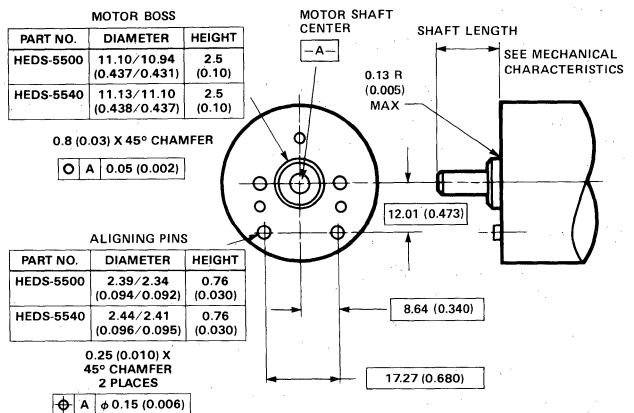 MOTOR BOSS
PART NO. DIAMETER HEIGHT
HEDS-5500 11.10/10.94 (0.437/0.431) 2.5 (0.10)
HEDS-5540 11.13/11.10 (0.438/0.437) 2.5 (0.10)
0.8 (0.03) X 45° CHAMFER
O A 0.05 (0.002)
MOTOR SHAFT
CENTER
–A–
SHAFT LENGTH
SEE MECHANICAL
CHARACTERISTICS
0.13 R
(0.005)
MAX
12.01 (0.473)
ALIGNING PINS
PART NO. DIAMETER HEIGHT
HEDS-5500 2.39/2.34 (0.094/0.092) 0.76 (0.030)
HEDS-5540 2.44/2.41 (0.096/0.095) 0.76 (0.030)
0.25 (0.010) X
45° CHAMFER
2 PLACES
⌖ A φ 0.15 (0.006)
8.64 (0.340)
17.27 (0.680)